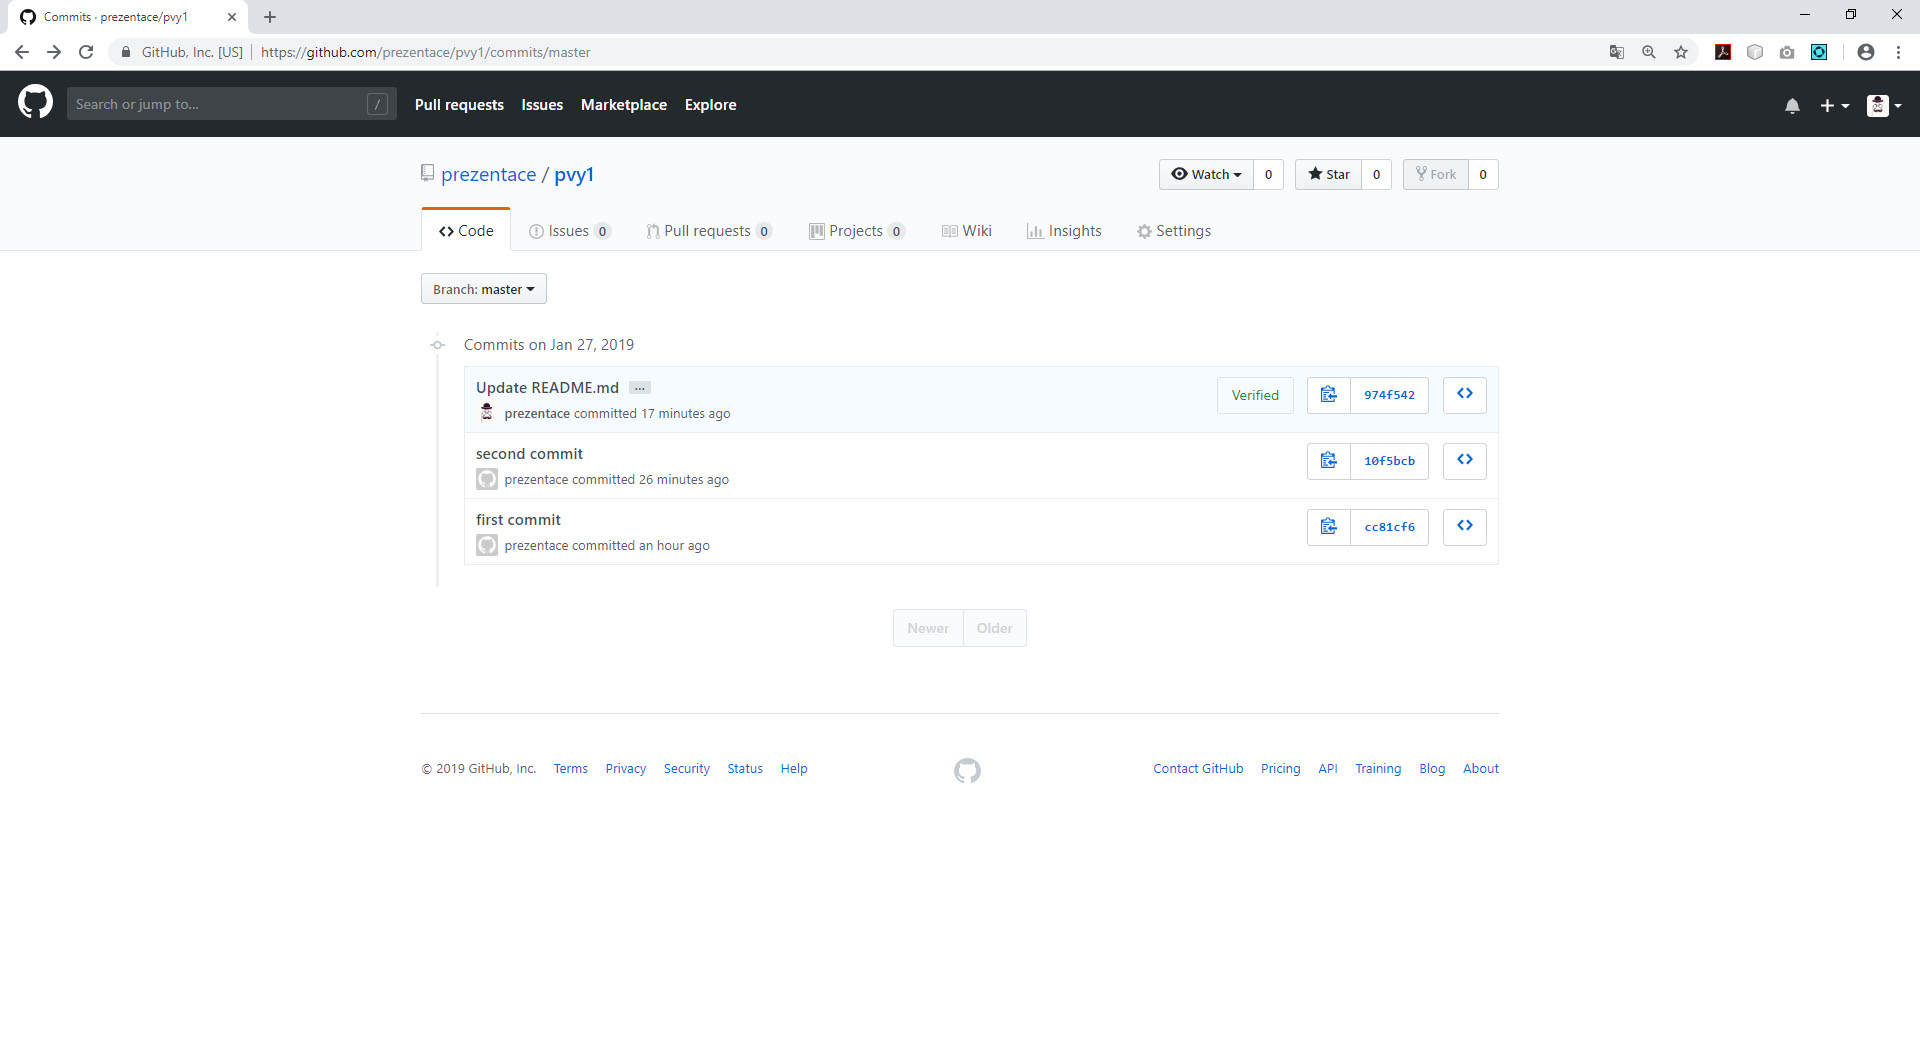 Commits · prezentace/pvy1
GitHub, Inc. [US] https://github.com/prezentace/pvy1/commits/master
Search or jump to... / Pull requests Issues Marketplace Explore
prezentace / pvy1 Watch 0 Star 0 Fork 0
Code Issues 0 Pull requests 0 Projects 0 Wiki Insights Settings
Branch: master
Commits on Jan 27, 2019
Update README.md ...
prezentace committed 17 minutes ago
Verified 974f542
second commit
prezentace committed 26 minutes ago
10f5bcb
first commit
prezentace committed an hour ago
cc81cf6
Newer Older
© 2019 GitHub, Inc. Terms Privacy Security Status Help Contact GitHub Pricing API Training Blog About